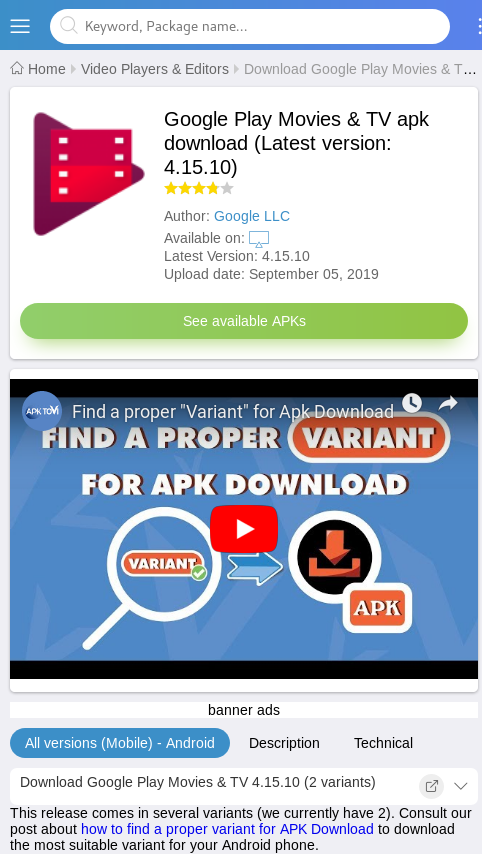 Keyword, Package name...
Home Video Players & Editors Download Google Play Movies & T...
Google Play Movies & TV apk
download (Latest version:
4.15.10)
Author: Google LLC
Available on:
Latest Version: 4.15.10
Upload date: September 05, 2019
See available APKs
APK TOVI
Find a proper "Variant" for Apk Download
FIND A PROPER VARIANT
FOR APK DOWNLOAD
VARIANT
APK
banner ads
All versions (Mobile) - Android Description Technical
Download Google Play Movies & TV 4.15.10 (2 variants)
This release comes in several variants (we currently have 2). Consult our
post about how to find a proper variant for APK Download to download
the most suitable variant for your Android phone.